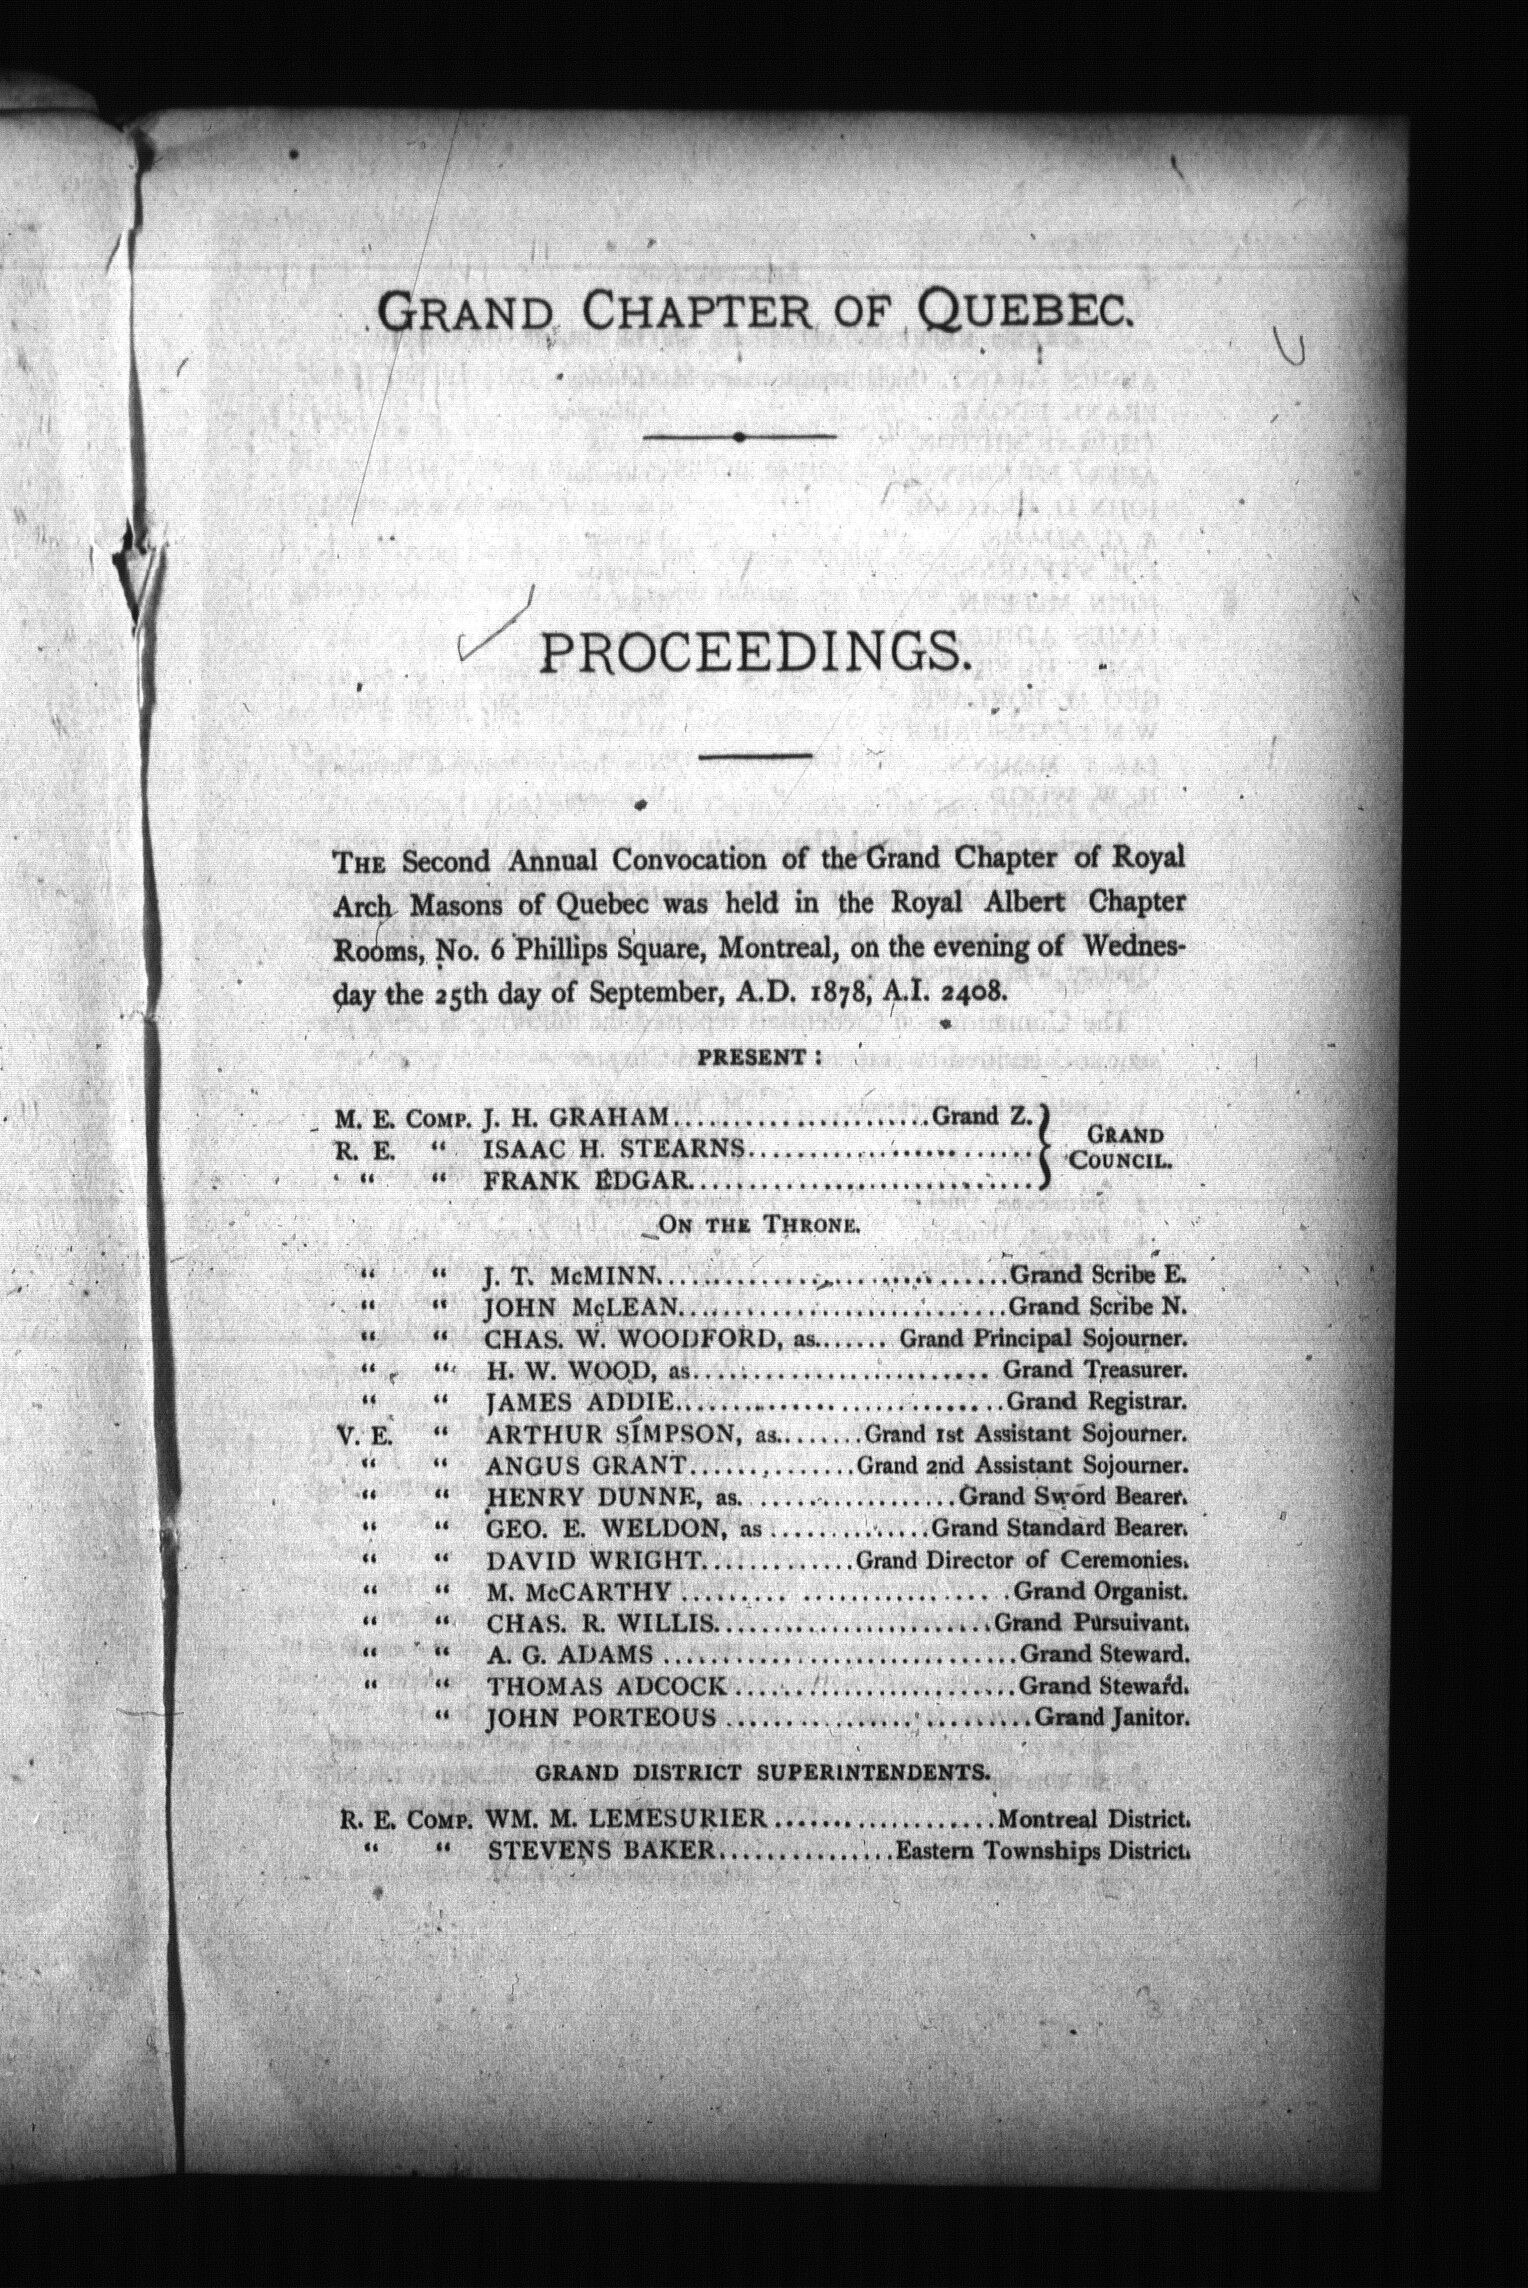 GRAND CHAPTER OF QUEBEC.
PROCEEDINGS.
THE Second Annual Convocation of the Grand Chapter of Royal
Arch Masons of Quebec was held in the Royal Albert Chapter
Rooms, No. 6 Phillips Square, Montreal, on the evening of Wednes-
day the 25th day of September, A.D. 1878, A.I. 2408.
PRESENT:
M. E. COMP. J. H. GRAHAM......................Grand Z.
R. E. “ ISAAC H. STEARNS............................
“ “ FRANK EDGAR.............................
} GRAND
COUNCIL.
ON THE THRONE.
“ “ J. T. McMINN.............................Grand Scribe E.
“ “ JOHN McLEAN...........................Grand Scribe N.
“ “ CHAS. W. WOODFORD, as....... Grand Principal Sojourner.
“ “ H. W. WOOD, as......................... Grand Treasurer.
“ “ JAMES ADDIE...........................Grand Registrar.
V. E. “ ARTHUR SIMPSON, as........Grand 1st Assistant Sojourner.
“ “ ANGUS GRANT..............Grand 2nd Assistant Sojourner.
“ “ HENRY DUNNE, as..................Grand Sword Bearer.
“ “ GEO. E. WELDON, as ..............Grand Standard Bearer.
“ “ DAVID WRIGHT.............Grand Director of Ceremonies.
“ “ M. McCARTHY ...........................Grand Organist.
“ “ CHAS. R. WILLIS.......................Grand Pursuivant.
“ “ A. G. ADAMS .............................Grand Steward.
“ “ THOMAS ADCOCK .......................Grand Steward.
“ JOHN PORTEOUS .........................Grand Janitor.
GRAND DISTRICT SUPERINTENDENTS.
R. E. COMP. WM. M. LEMESURIER ..................Montreal District.
“ “ STEVENS BAKER...............Eastern Townships District.